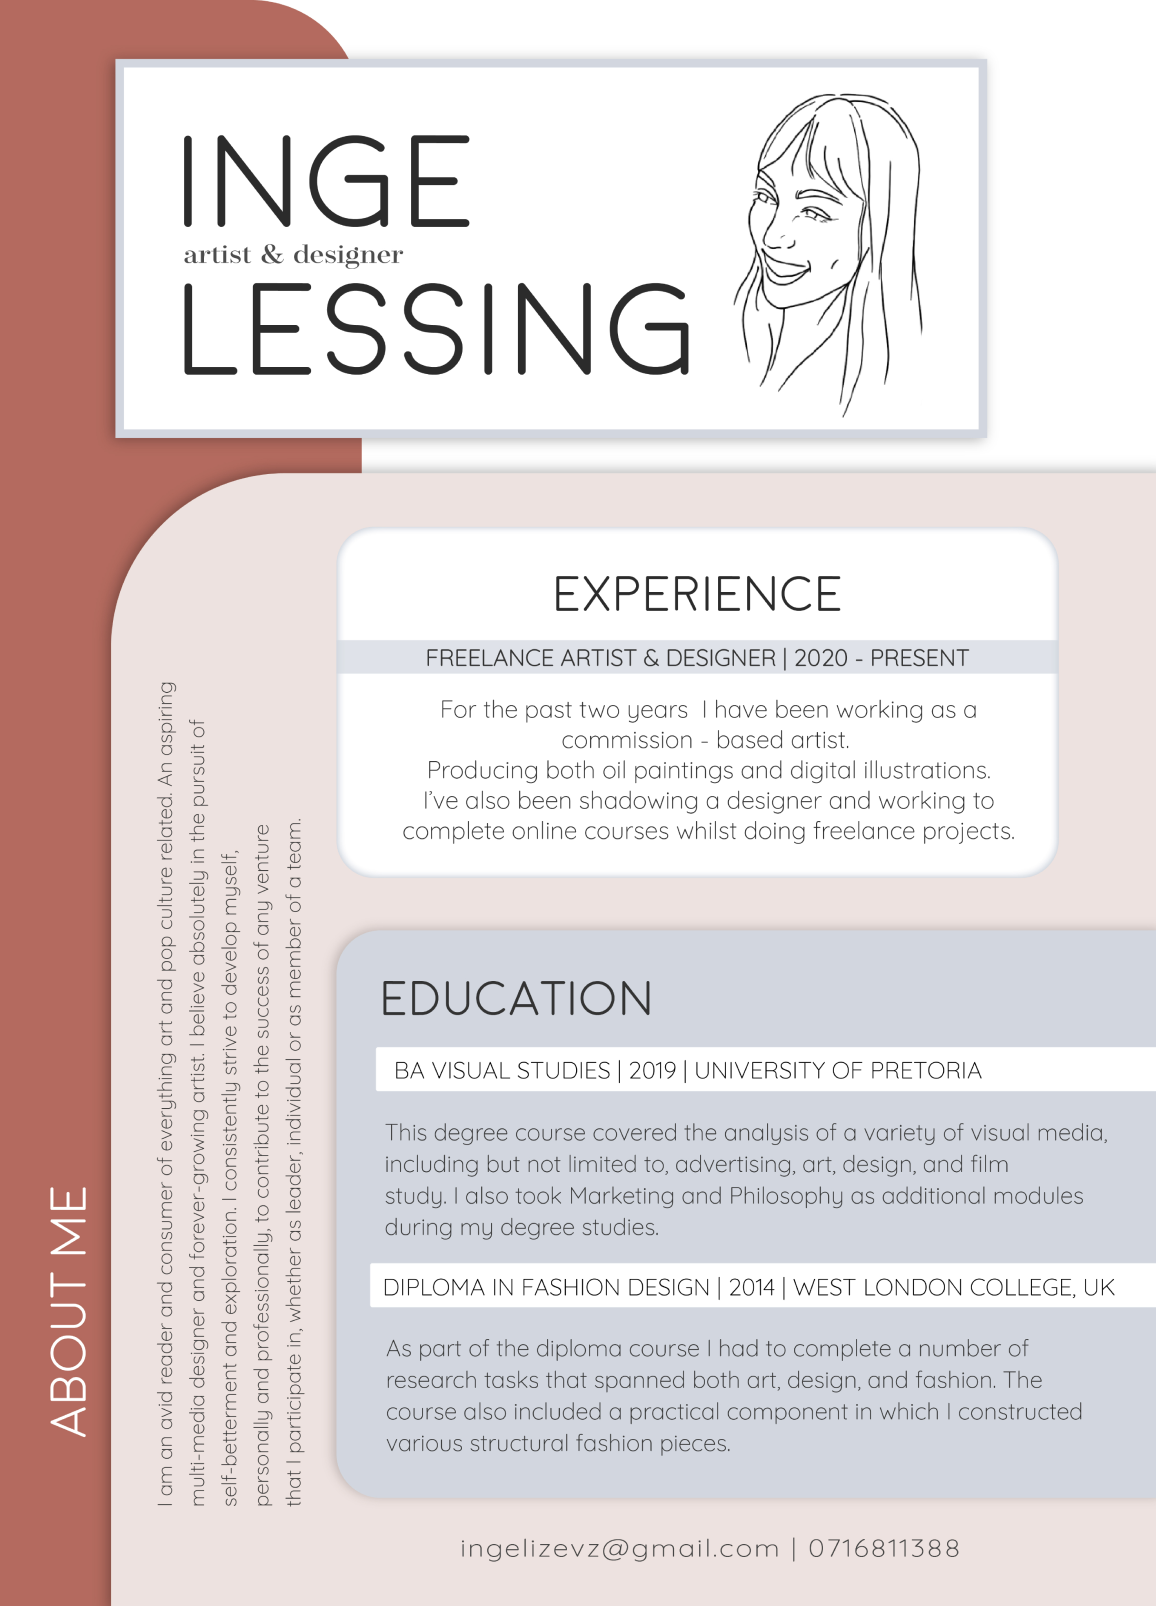 INGE
artist & designer
LESSING
EXPERIENCE
FREELANCE ARTIST & DESIGNER | 2020 - PRESENT
For the past two years I have been working as a
commission - based artist.
Producing both oil paintings and digital illustrations.
I've also been shadowing a designer and working to
complete online courses whilst doing freelance projects.
EDUCATION
BA VISUAL STUDIES | 2019 | UNIVERSITY OF PRETORIA
This degree course covered the analysis of a variety of visual media,
including but not limited to, advertising, art, design, and film
study. I also took Marketing and Philosophy as additional modules
during my degree studies.
DIPLOMA IN FASHION DESIGN | 2014 | WEST LONDON COLLEGE, UK
As part of the diploma course I had to complete a number of
research tasks that spanned both art, design, and fashion. The
course also included a practical component in which I constructed
various structural fashion pieces.
ABOUT ME
I am an avid reader and consumer of everything art and pop culture related. An aspiring
multi-media designer and forever-growing artist. I believe absolutely in the pursuit of
self-betterment and exploration. I consistently strive to develop myself,
personally and professionally, to contribute to the success of any venture
that I participate in, whether as leader, individual or as member of a team.
ingelizevz@gmail.com | 0716811388